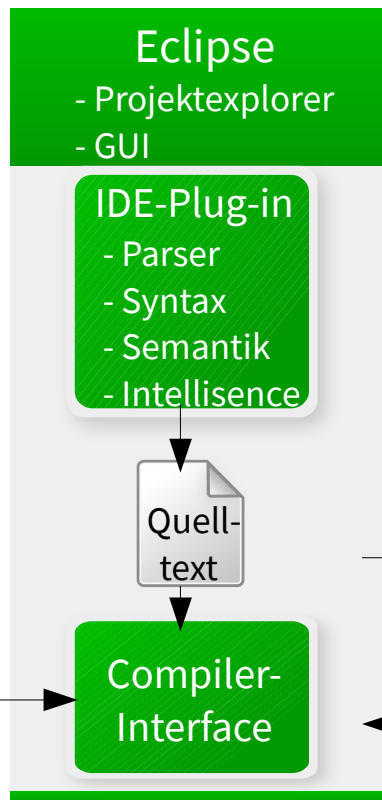 Eclipse
- Projektexplorer
- GUI
IDE-Plug-in
- Parser
- Syntax
- Semantik
- Intellisence
Quell-
text
Compiler-
Interface